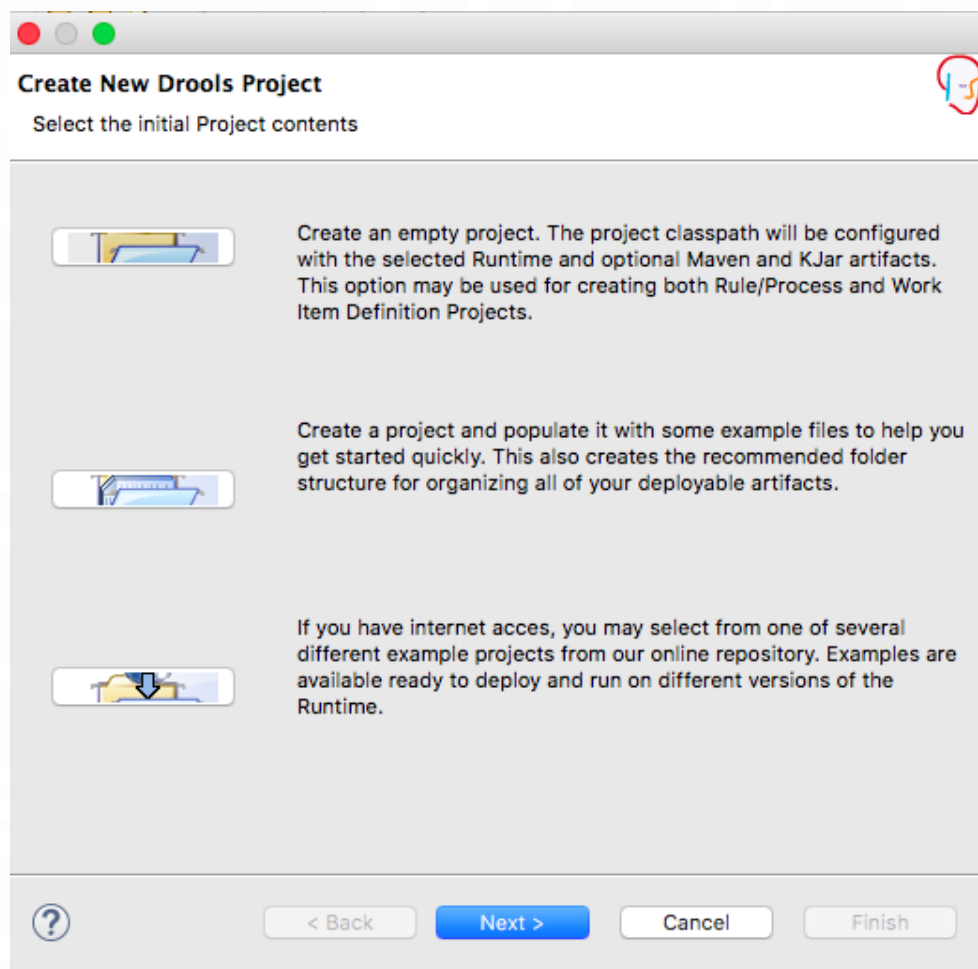 Create New Drools Project
Select the initial Project contents
Create an empty project. The project classpath will be configured
with the selected Runtime and optional Maven and KJar artifacts.
This option may be used for creating both Rule/Process and Work
Item Definition Projects.
Create a project and populate it with some example files to help you
get started quickly. This also creates the recommended folder
structure for organizing all of your deployable artifacts.
If you have internet acces, you may select from one of several
different example projects from our online repository. Examples are
available ready to deploy and run on different versions of the
Runtime.
?
< Back
Next >
Cancel
Finish